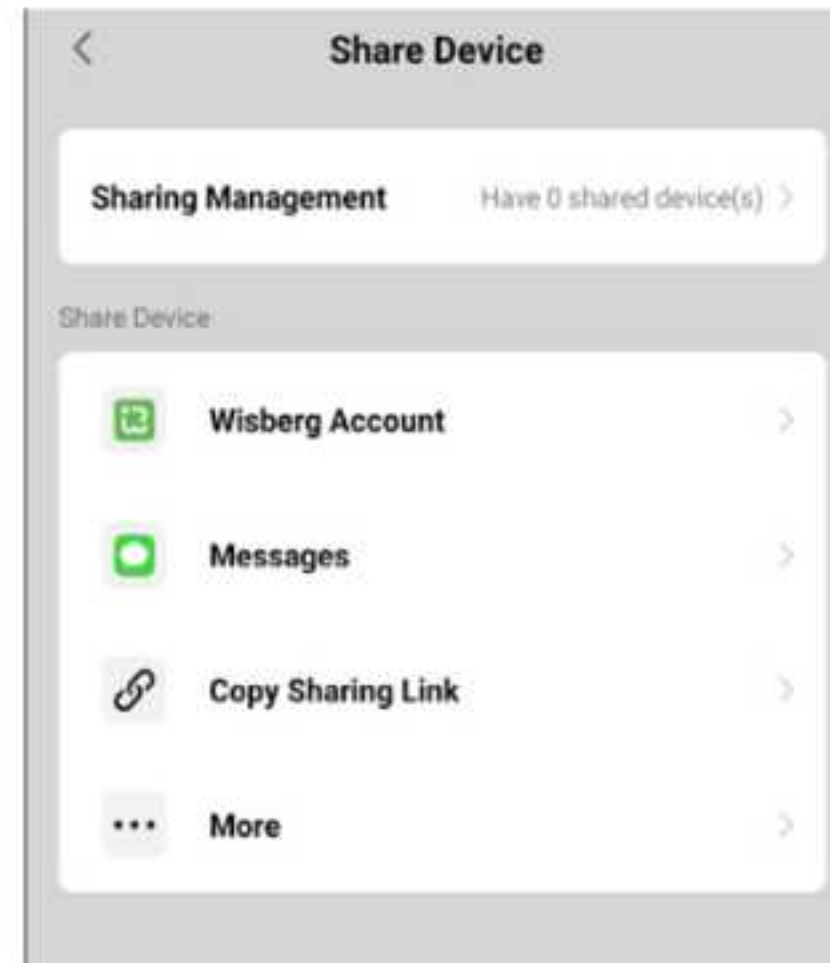 Share Device
Sharing Management Have 0 shared device(s)
Share Device
Wisberg Account
Messages
Copy Sharing Link
More